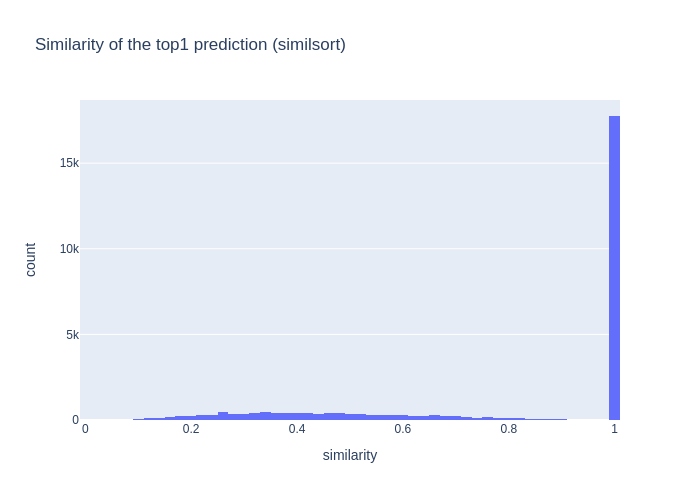 Similarity of the top1 prediction (similsort)
count
15k
10k
5k
0
0 0.2 0.4 0.6 0.8 1
similarity